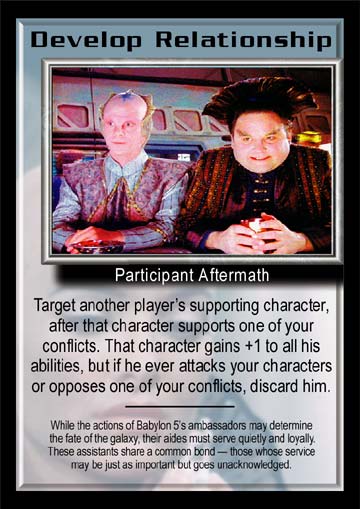 Develop Relationship
Participant Aftermath
Target another player's supporting character,
after that character supports one of your
conflicts. That character gains +1 to all his
abilities, but if he ever attacks your characters
or opposes one of your conflicts, discard him.
While the actions of Babylon 5's ambassadors may determine
the fate of the galaxy, their aides must serve quietly and loyally.
These assistants share a common bond — those whose service
may be just as important but goes unacknowledged.